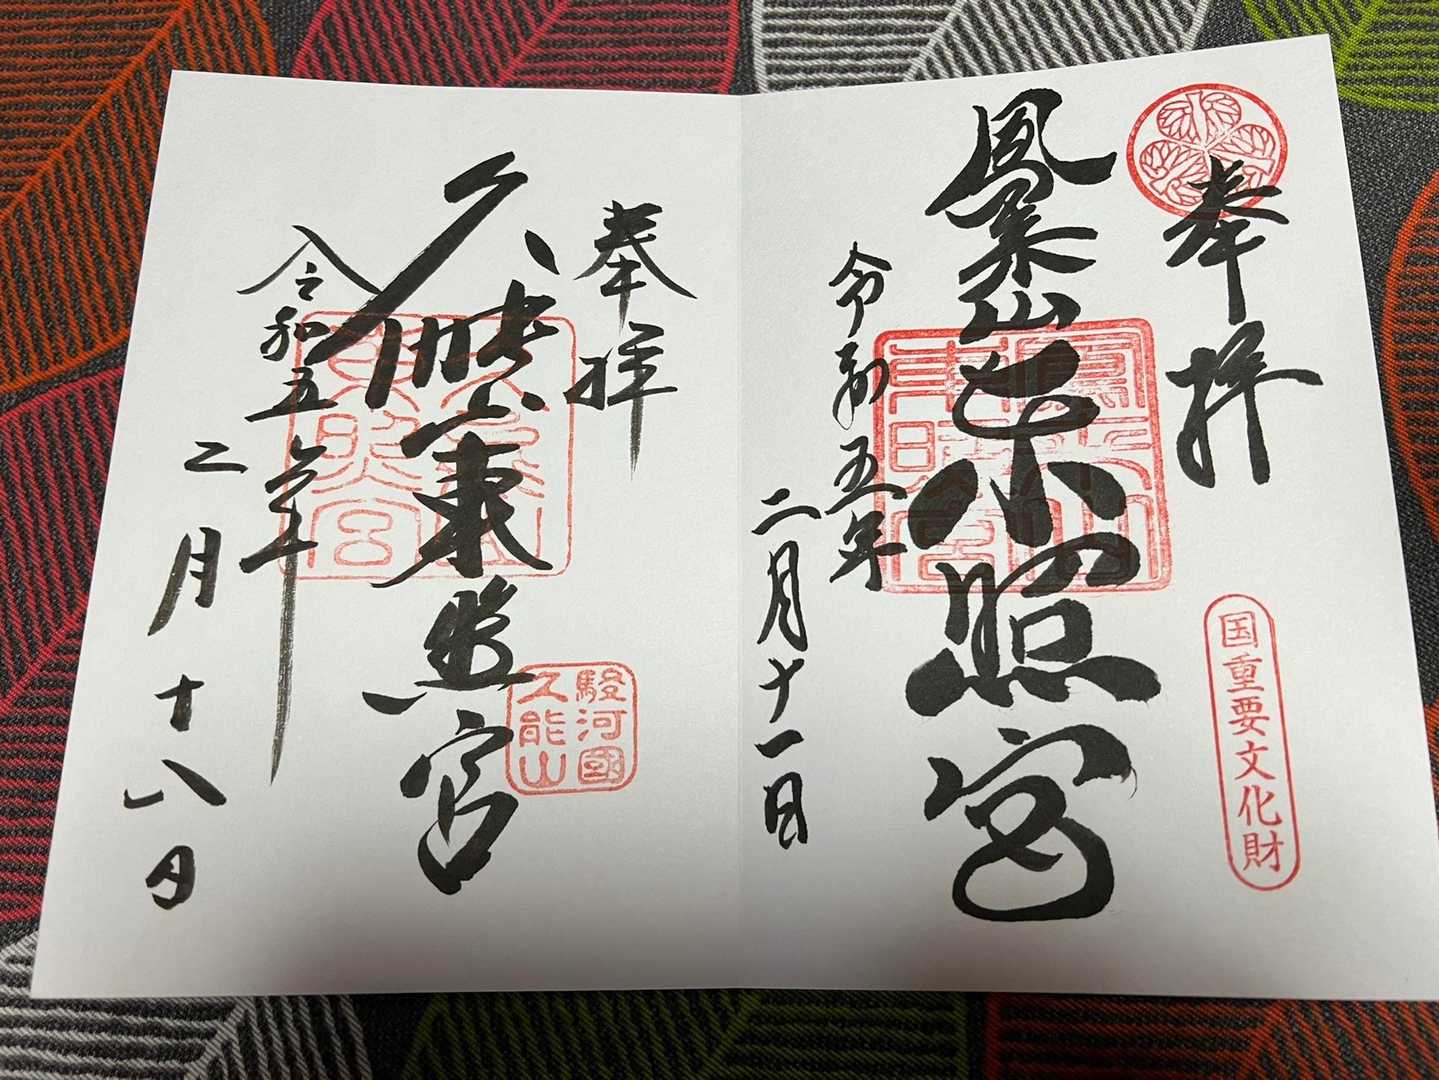 奉拝
鳳来山東照宮
令和五年
二月十一日
国重要文化財
奉拝
久能山東照宮
駿河國
久能山
令和五年
二月十八日